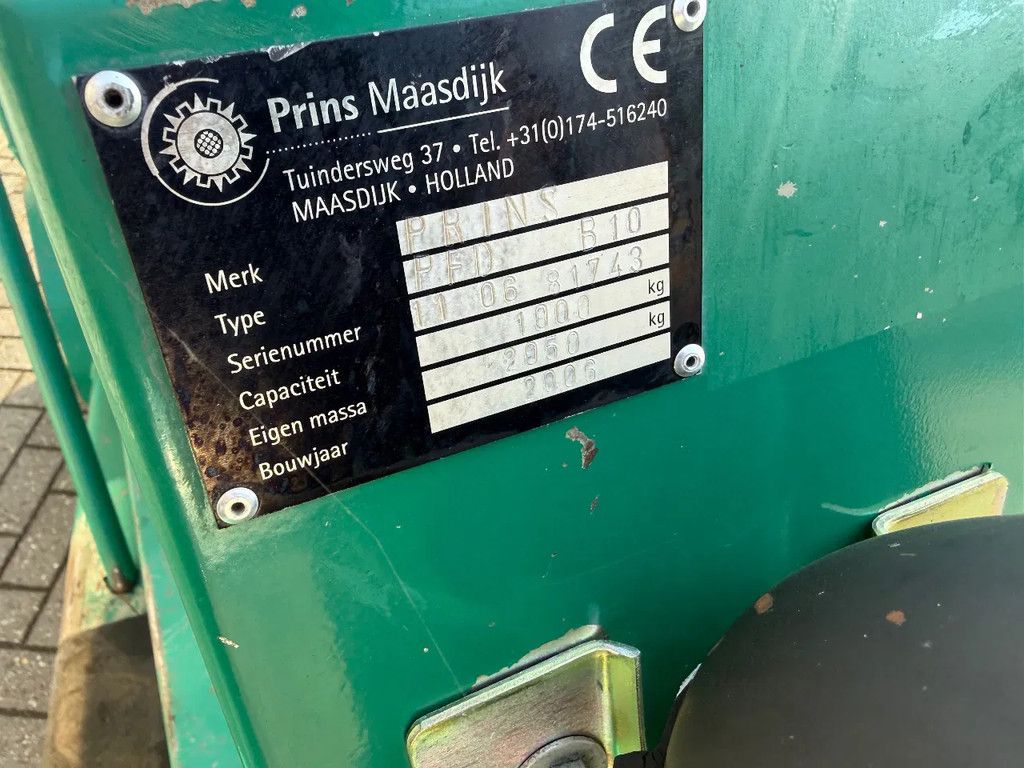 CE
Prins Maasdijk
Tuindersweg 37 • Tel. +31(0)174-516240
MAASDIJK • HOLLAND
Merk PRINS
Type PFD B10
Serienummer 11 06 81743
Capaciteit 1800 kg
Eigen massa 2060 kg
Bouwjaar 2006